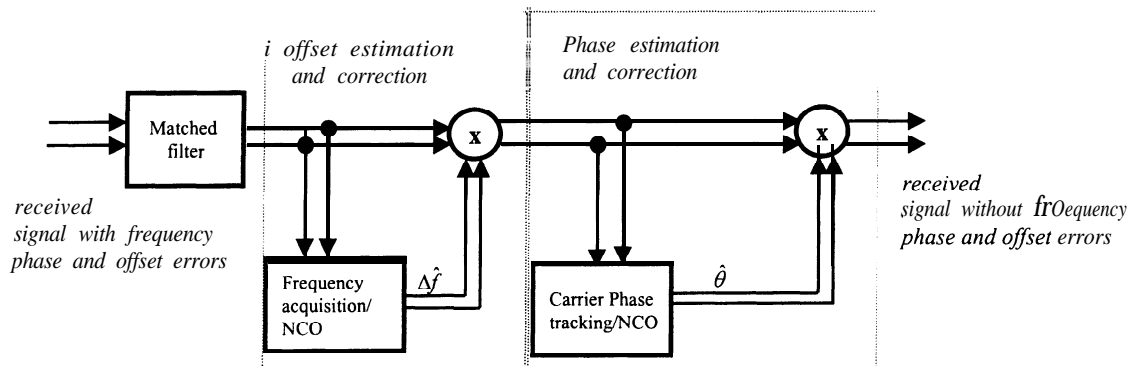 i offset estimation
and correction
Phase estimation
and correction
Matched
filter
x
x
received
signal with frequency
phase and offset errors
received
signal without frOequency
phase and offset errors
Frequency
acquisition/
NCO
Δf̂
Carrier Phase
tracking/NCO
θ̂